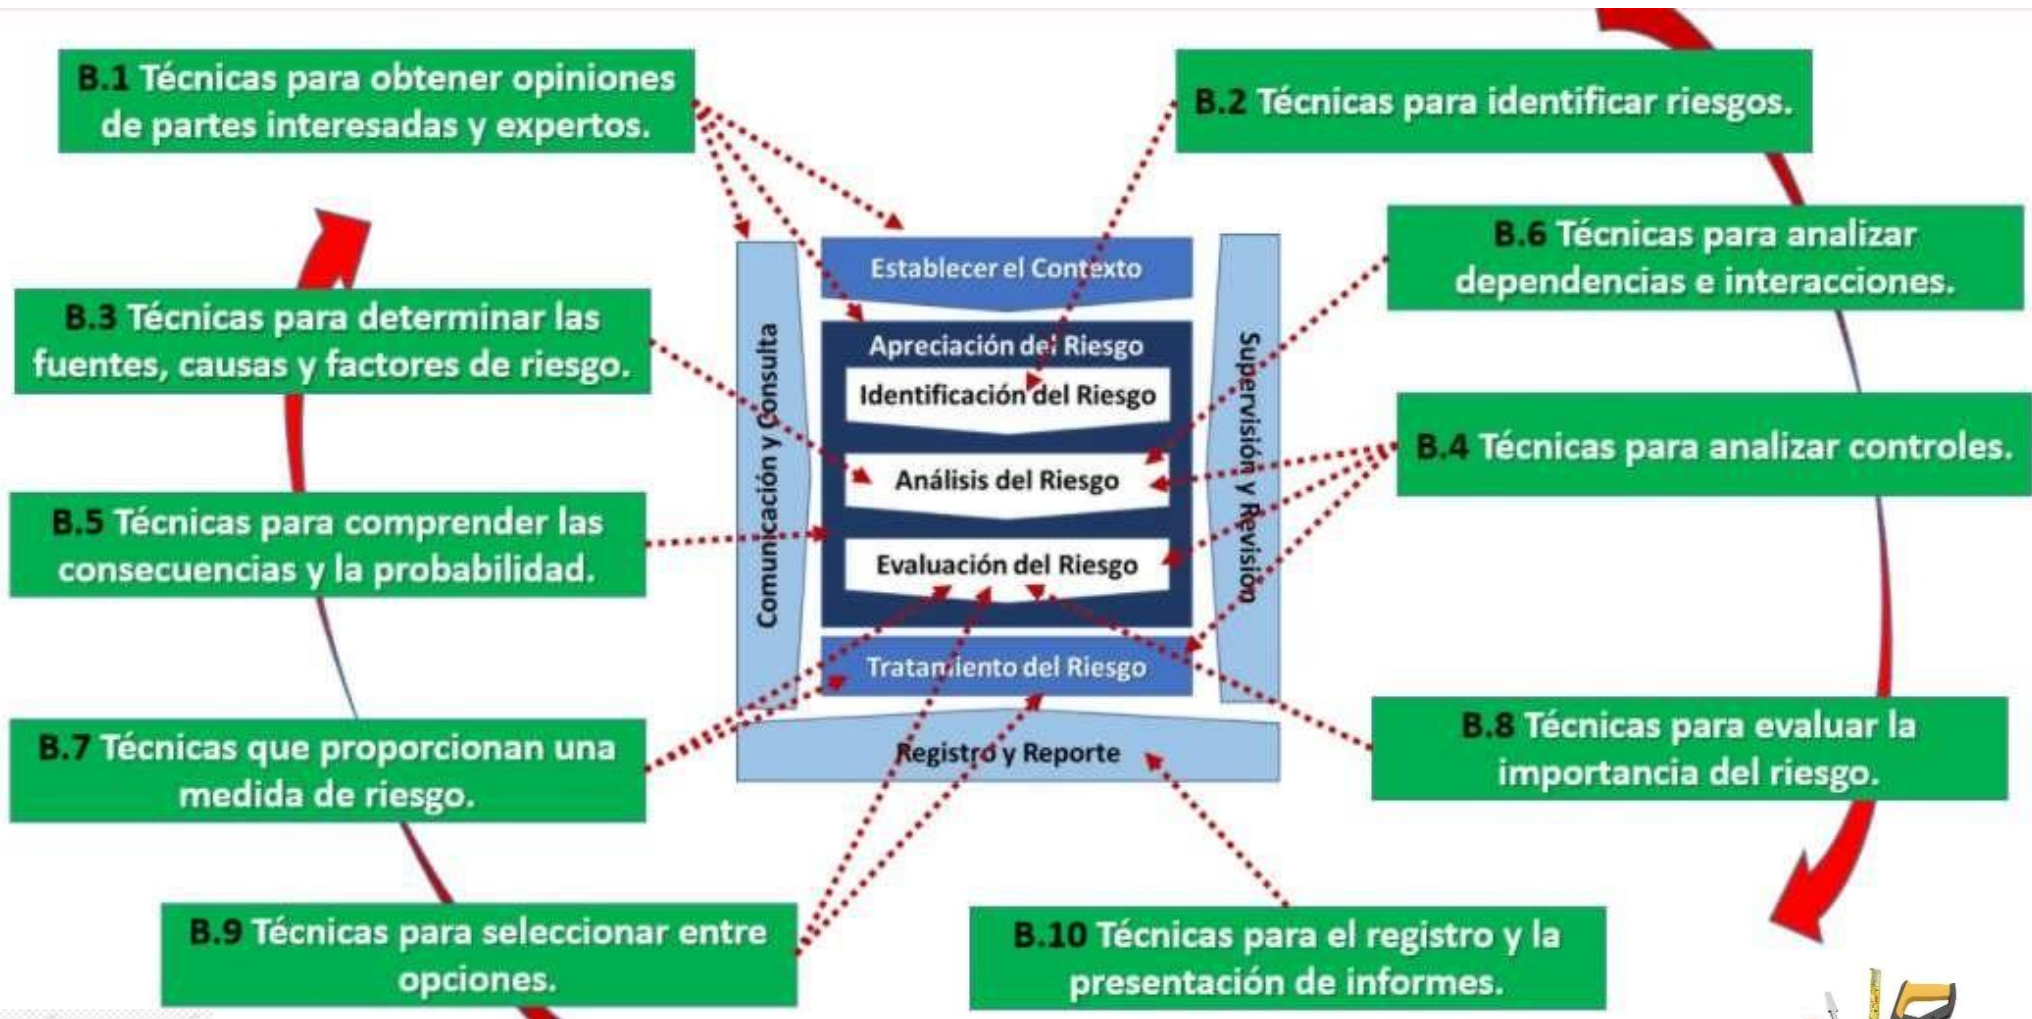 B.1 Técnicas para obtener opiniones
de partes interesadas y expertos.
B.2 Técnicas para identificar riesgos.
B.6 Técnicas para analizar
dependencias e interacciones.
B.3 Técnicas para determinar las
fuentes, causas y factores de riesgo.
B.4 Técnicas para analizar controles.
B.5 Técnicas para comprender las
consecuencias y la probabilidad.
B.7 Técnicas que proporcionan una
medida de riesgo.
B.8 Técnicas para evaluar la
importancia del riesgo.
B.9 Técnicas para seleccionar entre
opciones.
B.10 Técnicas para el registro y la
presentación de informes.
Comunicación y Consulta
Establecer el Contexto
Apreciación del Riesgo
Identificación del Riesgo
Análisis del Riesgo
Evaluación del Riesgo
Tratamiento del Riesgo
Supervisión y Revisión
Registro y Reporte